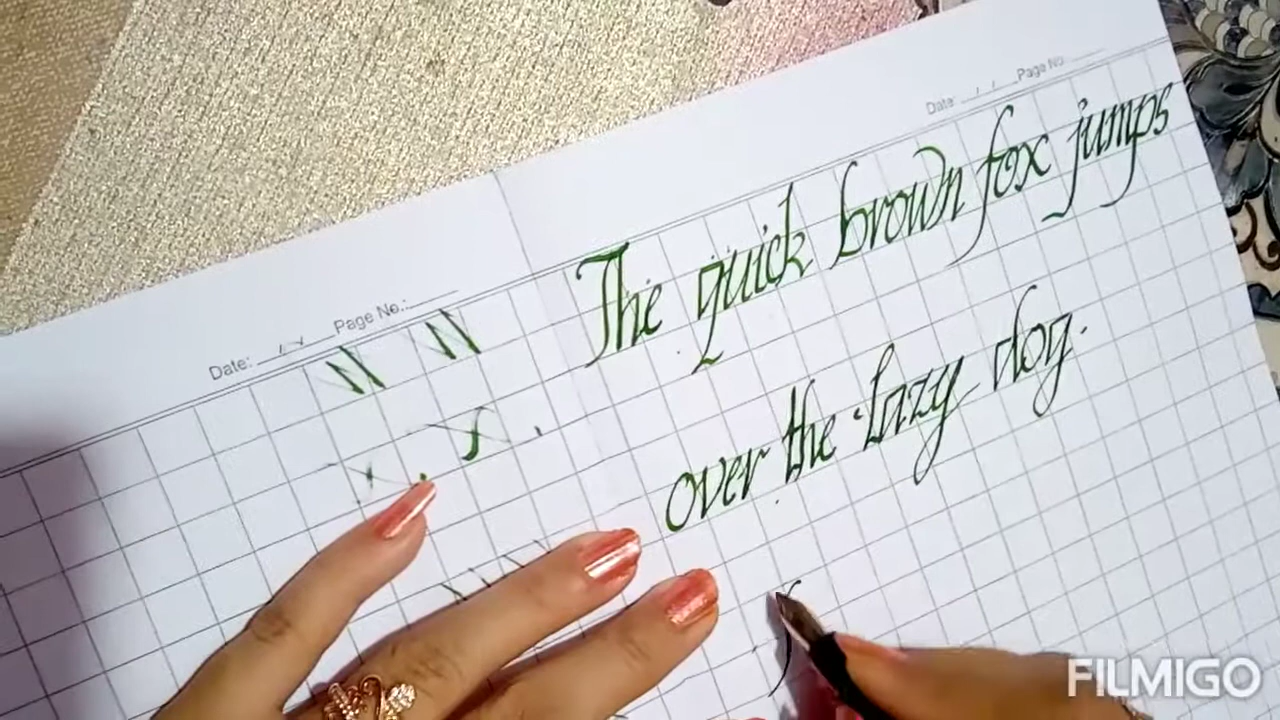 Date: Page No.:
Date: Page No
The quick brown fox jumps
over the lazy dog.
FILMIGO